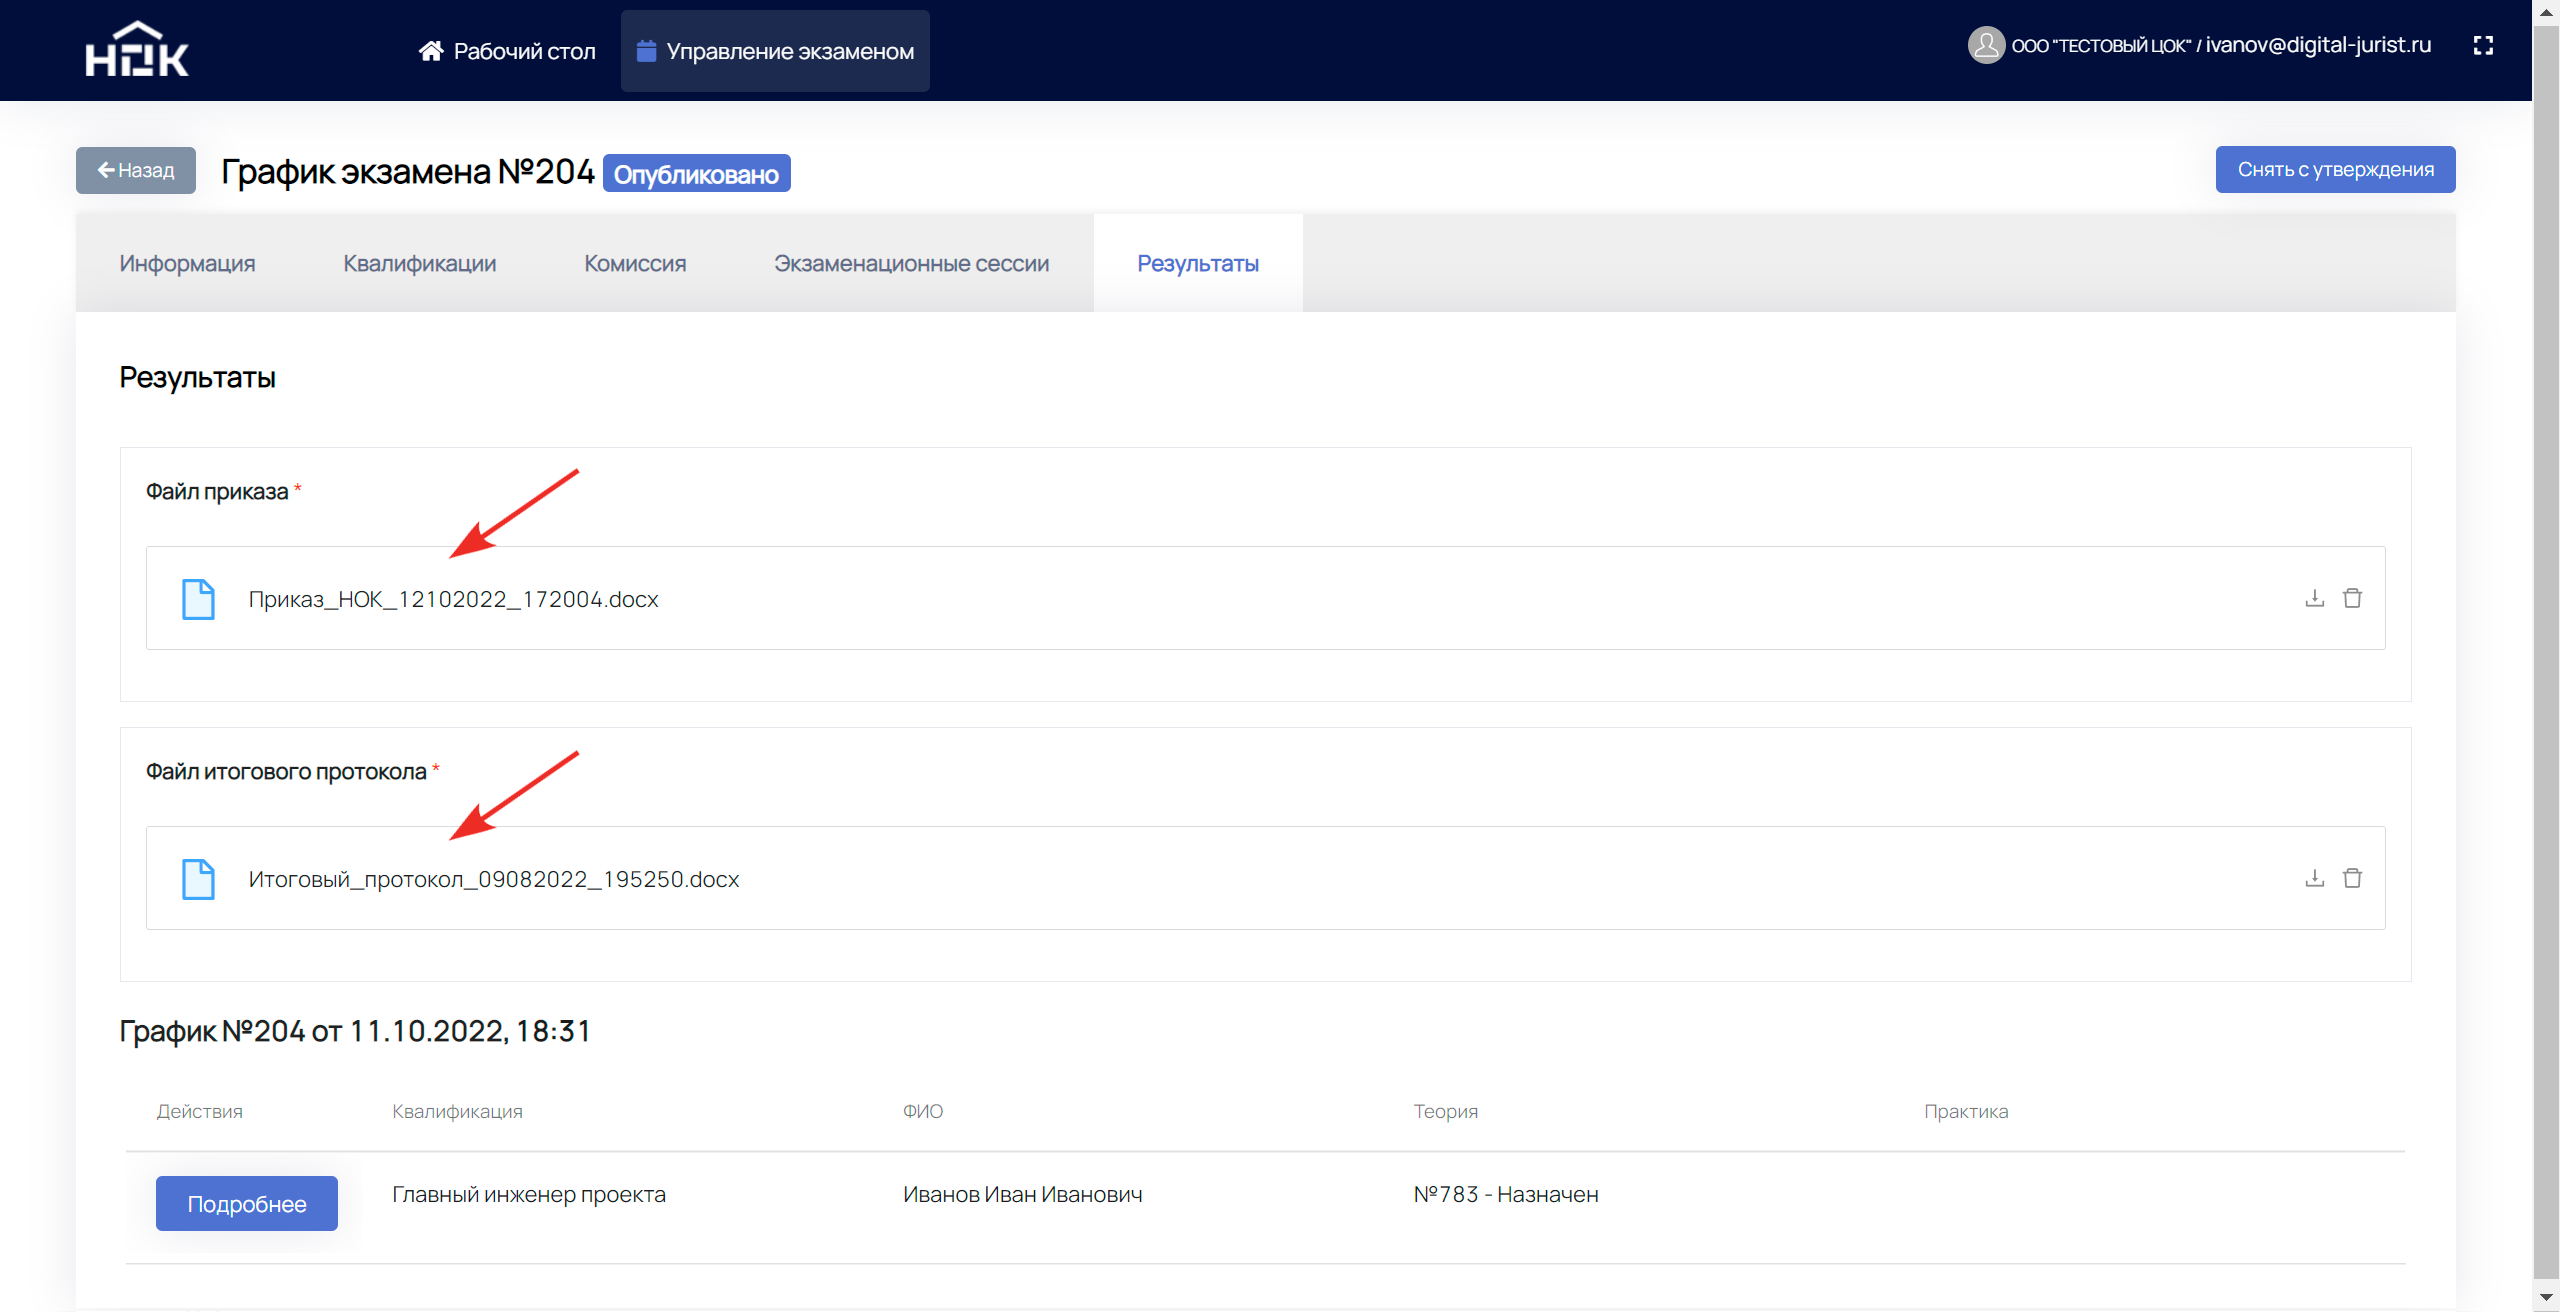 НОК
Рабочий стол
Управление экзаменом
ООО "ТЕСТОВЫЙ ЦОК" / ivanov@digital-jurist.ru
Назад
График экзамена №204
Опубликовано
Снять с утверждения
Информация
Квалификации
Комиссия
Экзаменационные сессии
Результаты
Результаты
Файл приказа *
Приказ_НОК_12102022_172004.docx
Файл итогового протокола *
Итоговый_протокол_09082022_195250.docx
График №204 от 11.10.2022, 18:31
Действия
Квалификация
ФИО
Теория
Практика
Подробнее
Главный инженер проекта
Иванов Иван Иванович
№783 - Назначен